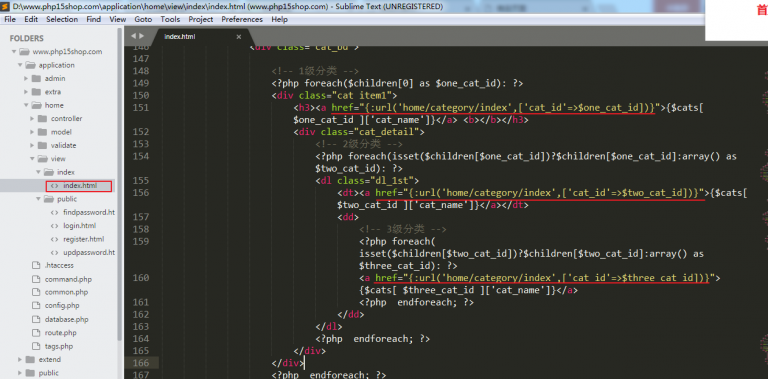 D:\www.php15shop.com\application\home\view\index\index.html (www.php15shop.com) - Sublime Text (UNREGISTERED)
首
File Edit Selection Find View Goto Tools Project Preferences Help
FOLDERS
www.php15shop.com
application
admin
extra
home
controller
model
validate
view
index
index.html
public
findpassword.ht
login.html
register.html
updpassword.ht
.htaccess
command.php
common.php
config.php
database.php
route.php
tags.php
extend
public
index.html
146 <div class="cat_bd">
147
148 <!-- 1级分类 -->
149 <?php foreach($children[0] as $one_cat_id): ?>
150 <div class="cat item1">
151 <h3><a href="{:url('home/category/index',['cat_id'=>$one_cat_id])}">{$cats[
$one_cat_id ]['cat_name']}</a> <b></b></h3>
152 <div class="cat_detail">
153 <!-- 2级分类 -->
154 <?php foreach(isset($children[$one_cat_id])?$children[$one_cat_id]:array() as
$two_cat_id): ?>
155 <dl class="dl_1st">
156 <dt><a href="{:url('home/category/index',['cat_id'=>$two_cat_id])}">{$cats[
$two_cat_id ]['cat_name']}</a></dt>
157 <dd>
158 <!-- 3级分类 -->
159 <?php foreach(
isset($children[$two_cat_id])?$children[$two_cat_id]:array() as
$three_cat_id): ?>
160 <a href="{:url('home/category/index',['cat_id'=>$three_cat_id])}">
{$cats[ $three_cat_id ]['cat_name']}</a>
161 <?php  endforeach; ?>
162 </dd>
163 </dl>
164 <?php  endforeach; ?>
165 </div>
166 </div>
167 <?php  endforeach; ?>